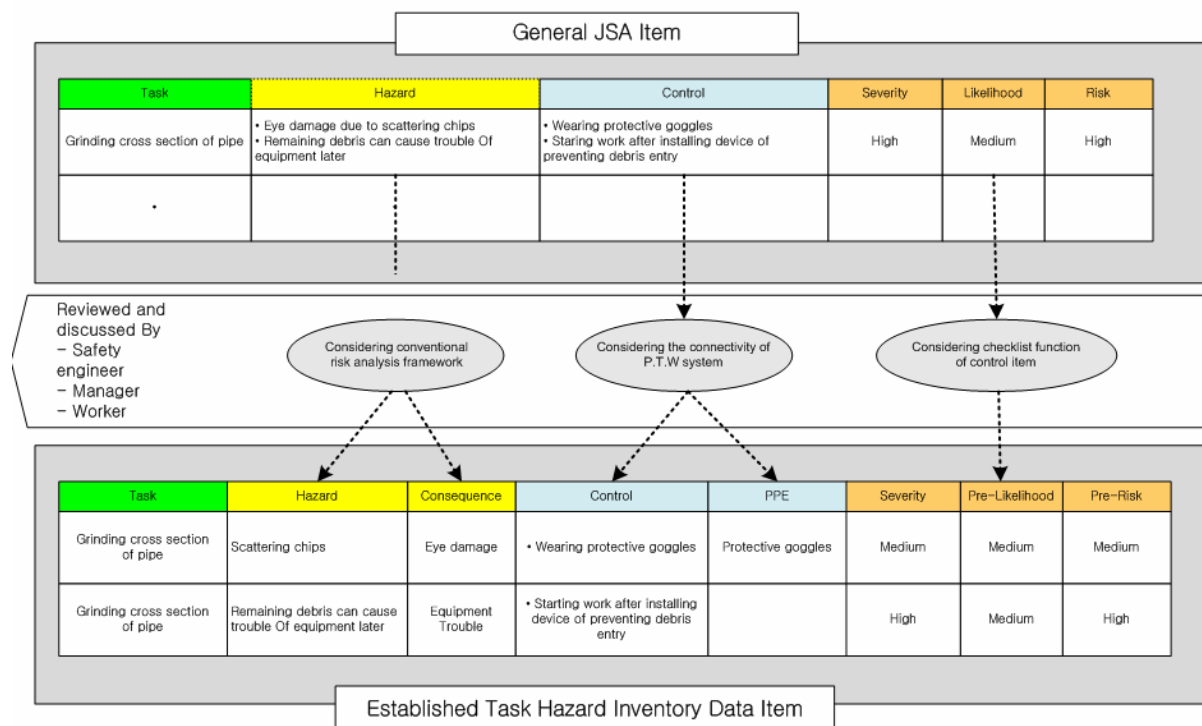 General JSA Item
Task
Hazard
Control
Severity
Likelihood
Risk
Grinding cross section of pipe
• Eye damage due to scattering chips
• Remaining debris can cause trouble Of
equipment later
• Wearing protective goggles
• Staring work after installing device of
preventing debris entry
High
Medium
High
Reviewed and
discussed By
- Safety
engineer
- Manager
- Worker
Considering conventional
risk analysis framework
Considering the connectivity of
P.T.W system
Considering checklist function
of control item
Task
Hazard
Consequence
Control
PPE
Severity
Pre-Likelihood
Pre-Risk
Grinding cross section
of pipe
Scattering chips
Eye damage
• Wearing protective goggles
Protective goggles
Medium
Medium
Medium
Grinding cross section
of pipe
Remaining debris can cause
trouble Of equipment later
Equipment
Trouble
• Starting work after installing
device of preventing debris
entry
High
Medium
High
Established Task Hazard Inventory Data Item